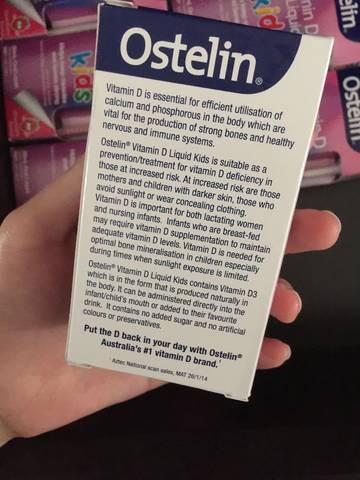 Ostelin®
Vitamin D is essential for efficient utilisation of
calcium and phosphorous in the body which are
vital for the production of strong bones and healthy
nervous and immune systems.
Ostelin® Vitamin D Liquid Kids is suitable as a
prevention/treatment for vitamin D deficiency in
those at increased risk. At increased risk are those
mothers and children with darker skin, those who
avoid sunlight or wear concealing clothing.
Vitamin D is important for both lactating women
and nursing infants. Infants who are breast-fed
may require vitamin D supplementation to maintain
adequate vitamin D levels. Vitamin D is needed for
optimal bone mineralisation in children especially
during times when sunlight exposure is limited.
Ostelin® Vitamin D Liquid Kids contains Vitamin D3
which is in the form that is produced naturally in
the body. It can be administered directly into the
infant/child's mouth or added to their favourite
drink. It contains no added sugar and no artificial
colours or preservatives.
Put the D back in your day with Ostelin®
Australia's #1 vitamin D brand.¹
¹ Aztec National scan sales, MAT 26/1/14
kids
kids
Ostelin